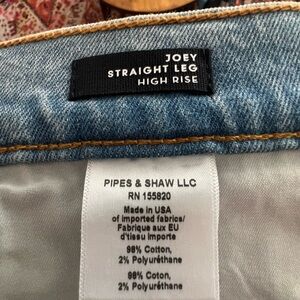 JOEY
STRAIGHT LEG
HIGH RISE
PIPES & SHAW LLC
RN 155820
Made in USA
of imported fabrics/
Fabrique aux EU
d'tissu importe
98% Cotton,
2% Polyuréthane
98% Coton,
2% Polyuréthane